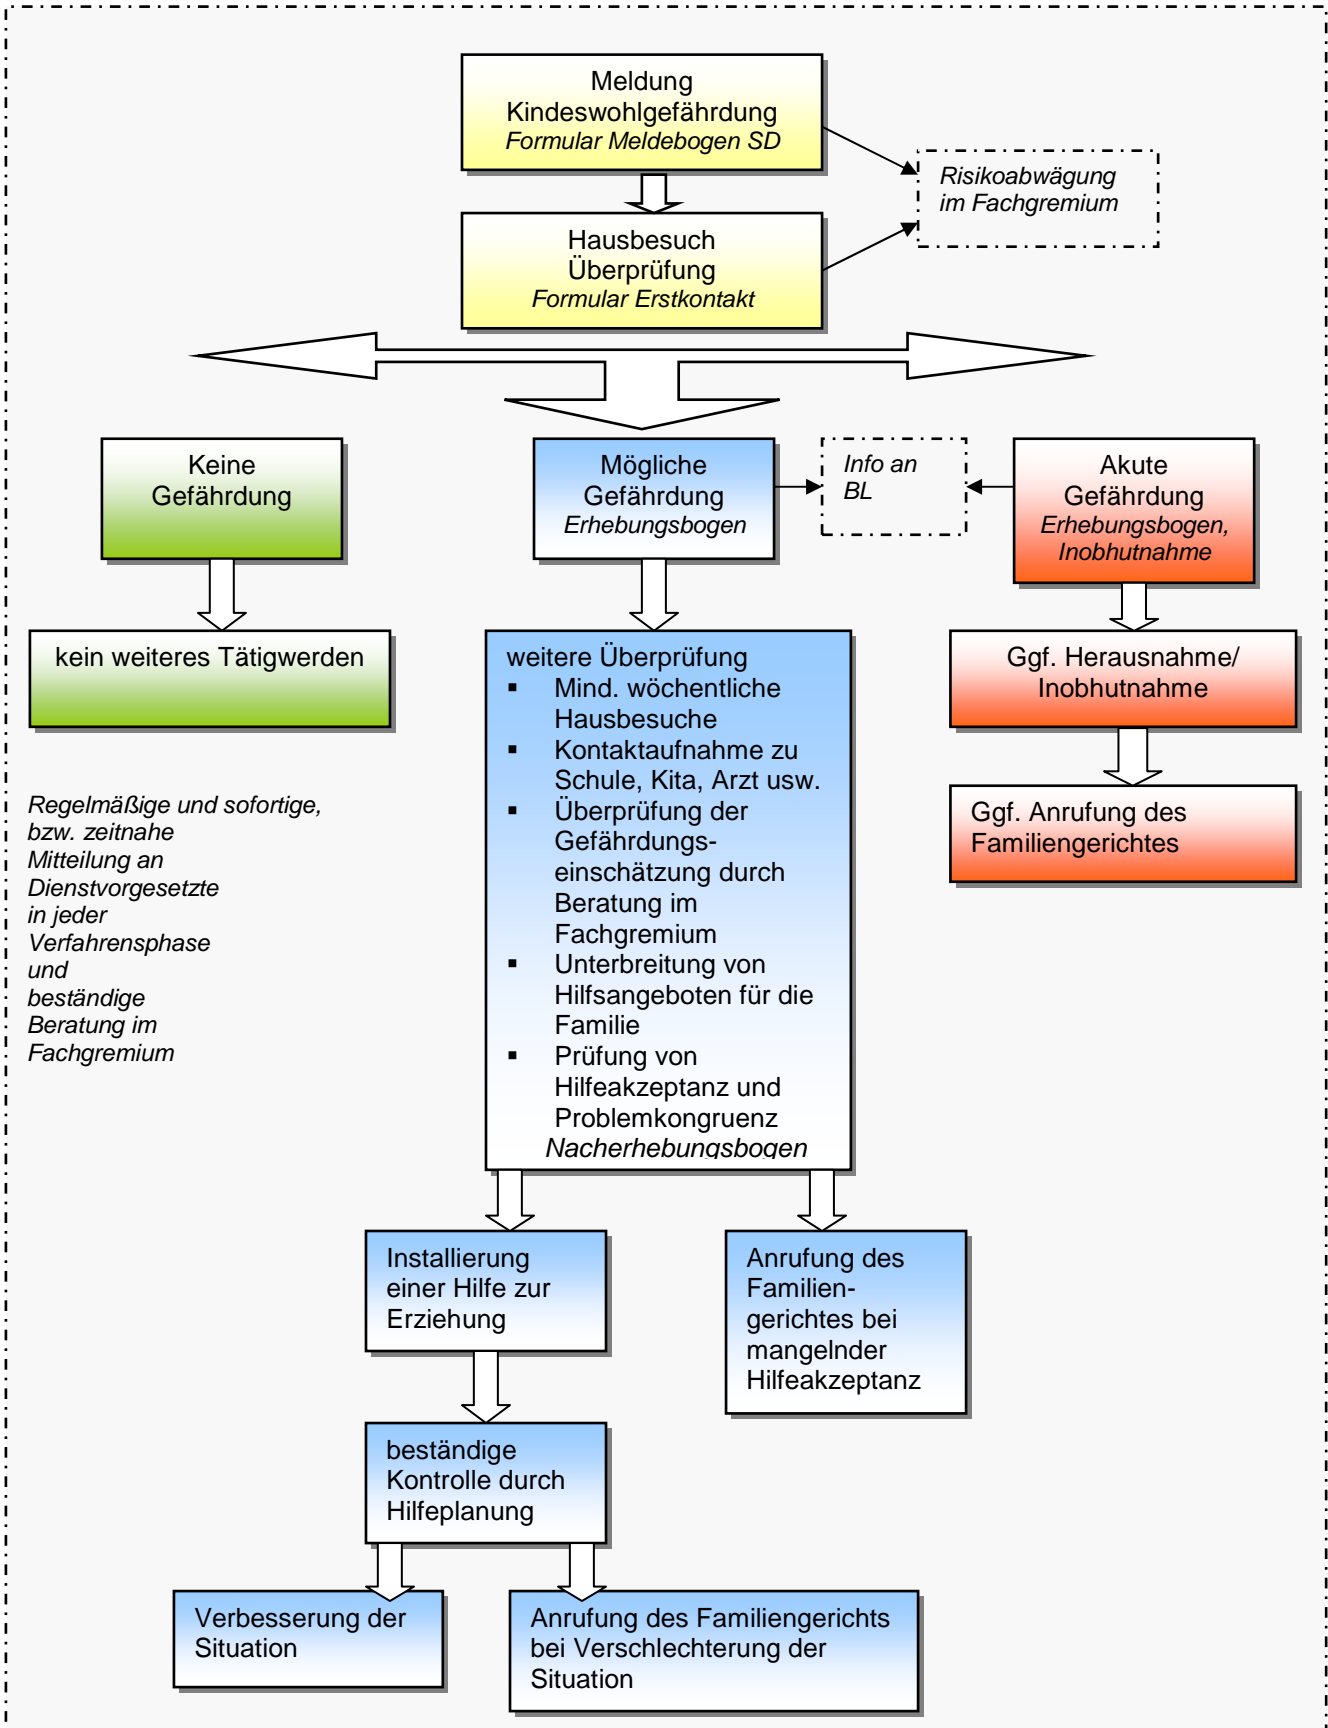 Meldung
Kindeswohlgefährdung
Formular Meldebogen SD
Risikoabwägung
im Fachgremium
Hausbesuch
Überprüfung
Formular Erstkontakt
Keine
Gefährdung
Mögliche
Gefährdung
Erhebungsbogen
Info an
BL
Akute
Gefährdung
Erhebungsbogen,
Inobhutnahme
kein weiteres Tätigwerden
weitere Überprüfung
▪ Mind. wöchentliche
Hausbesuche
▪ Kontaktaufnahme zu
Schule, Kita, Arzt usw.
▪ Überprüfung der
Gefährdungs-
einschätzung durch
Beratung im
Fachgremium
▪ Unterbreitung von
Hilfsangeboten für die
Familie
▪ Prüfung von
Hilfeakzeptanz und
Problemkongruenz
Nacherhebungsbogen
Ggf. Herausnahme/
Inobhutnahme
Ggf. Anrufung des
Familiengerichtes
Regelmäßige und sofortige,
bzw. zeitnahe
Mitteilung an
Dienstvorgesetzte
in jeder
Verfahrensphase
und
beständige
Beratung im
Fachgremium
Installierung
einer Hilfe zur
Erziehung
Anrufung des
Familien-
gerichtes bei
mangelnder
Hilfeakzeptanz
beständige
Kontrolle durch
Hilfeplanung
Verbesserung der
Situation
Anrufung des Familiengerichts
bei Verschlechterung der
Situation